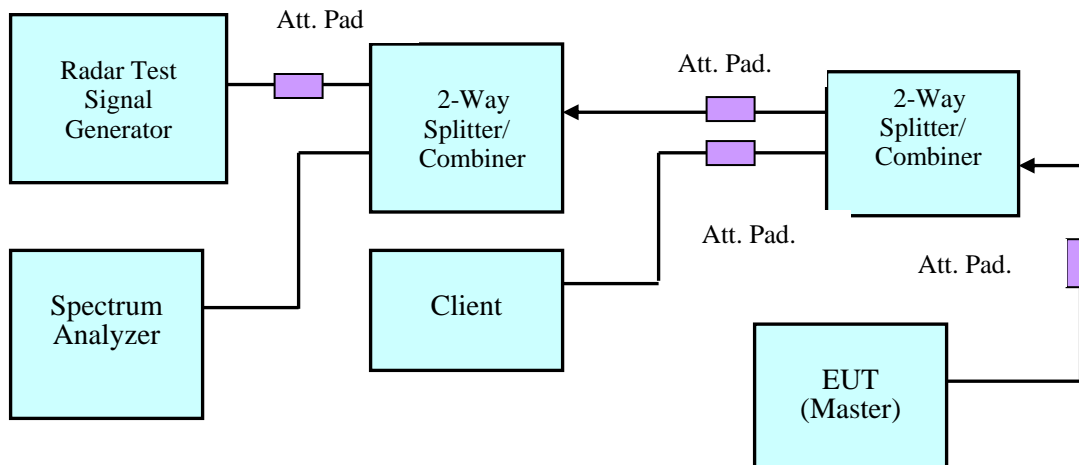 Att. Pad
Radar Test
Signal
Generator
2-Way
Splitter/
Combiner
Att. Pad.
2-Way
Splitter/
Combiner
Att. Pad.
Att. Pad.
Spectrum
Analyzer
Client
EUT
(Master)